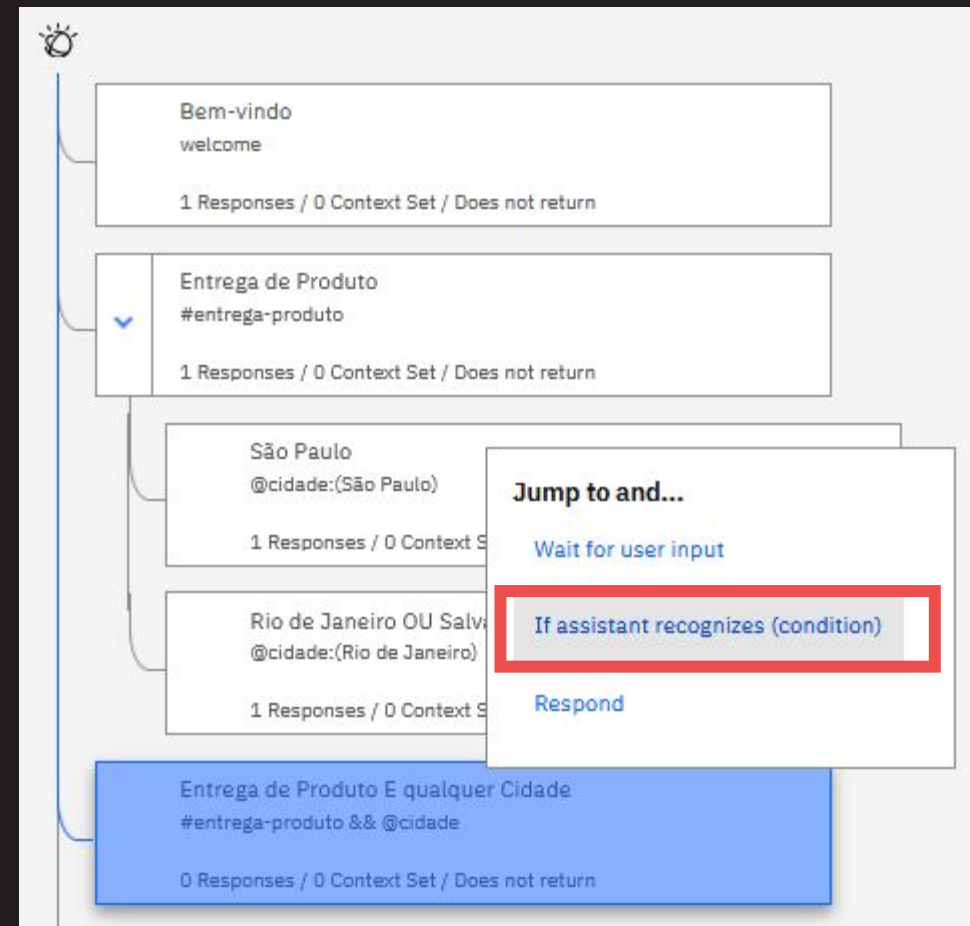 Bem-vindo
welcome
1 Responses / 0 Context Set / Does not return
Entrega de Produto
#entrega-produto
1 Responses / 0 Context Set / Does not return
São Paulo
@cidade:(São Paulo)
1 Responses / 0 Context
Rio de Janeiro OU
@cidade:(Rio de Janeiro)
1 Responses / 0 Context
Jump to and...
Wait for user input
If assistant recognizes (condition)
Respond
Entrega de Produto E qualquer Cidade
#entrega-produto && @cidade
0 Responses / 0 Context Set / Does not return